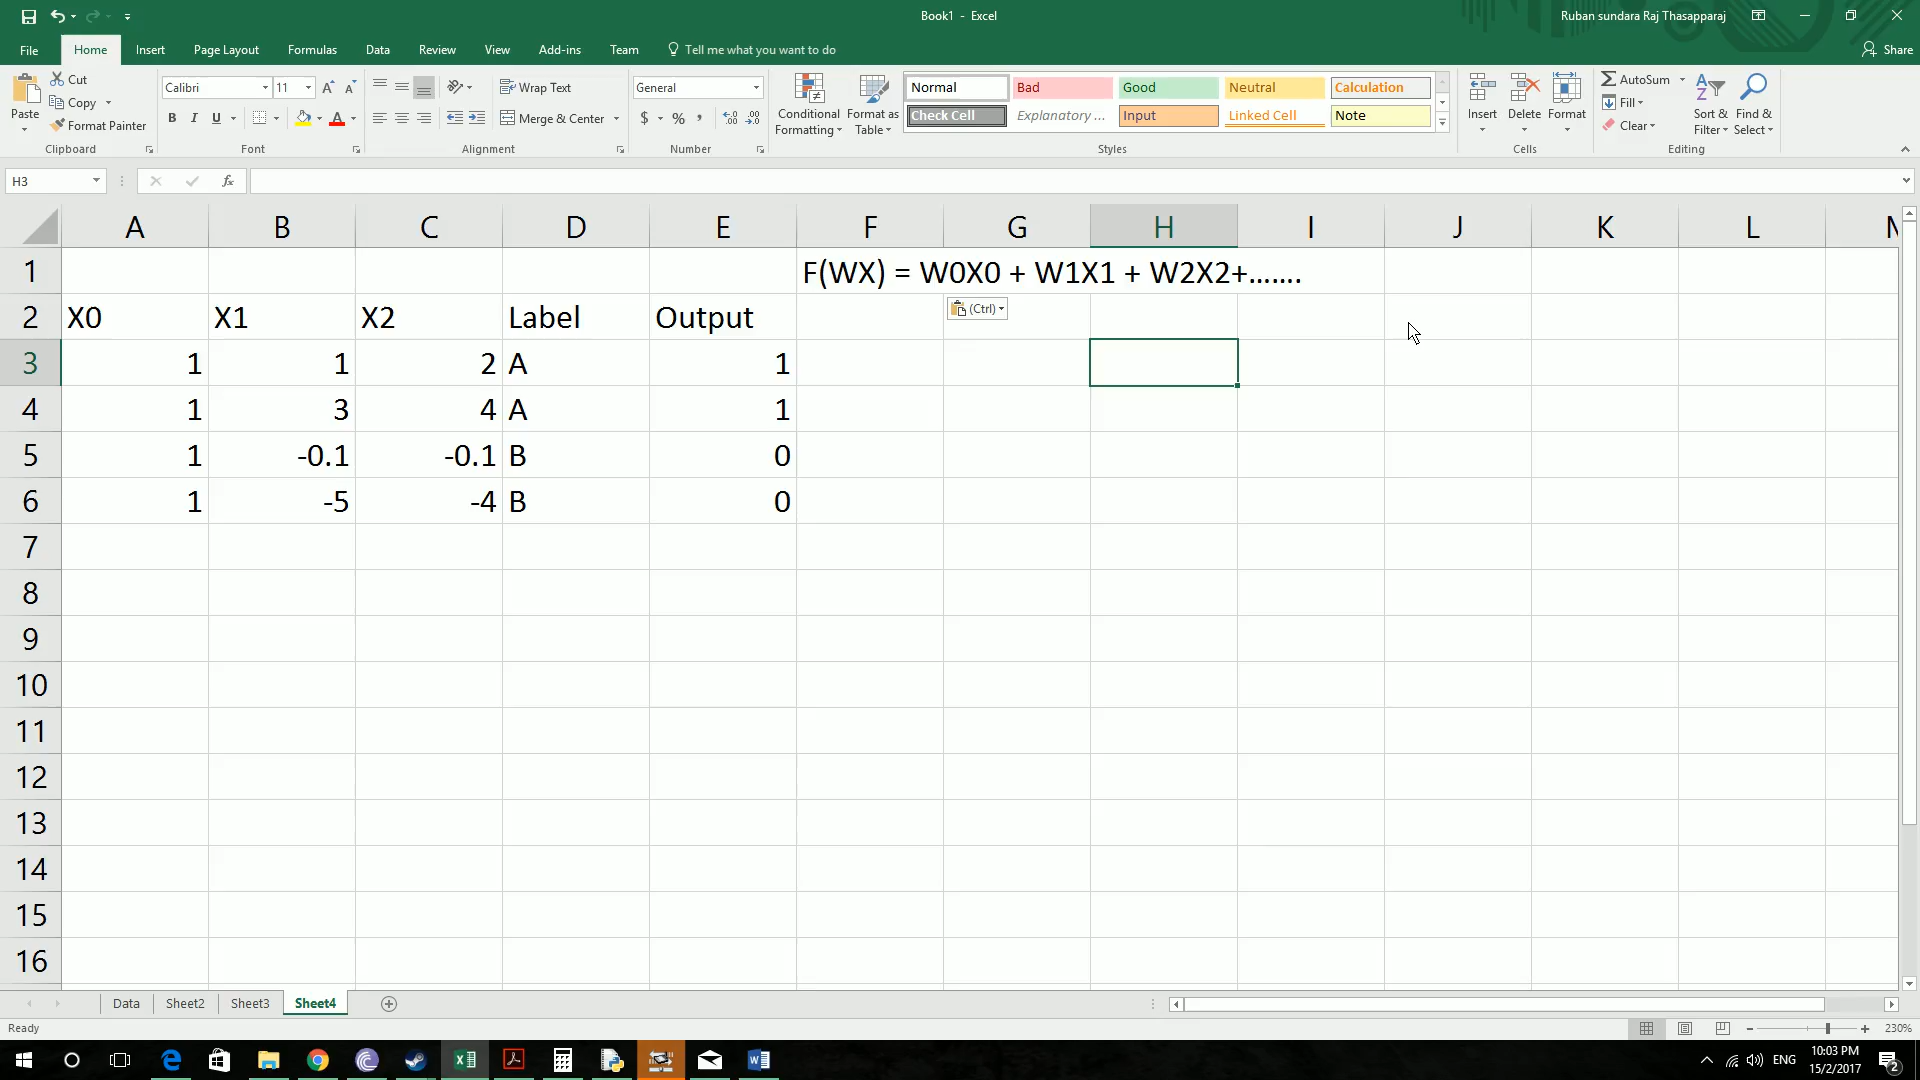 Book1 - Excel
Ruban sundara Raj Thasapparaj
File Home Insert Page Layout Formulas Data Review View Add-ins Team Tell me what you want to do Share
Paste
Cut
Copy
Format Painter
Clipboard
Calibri 11
B I U
Font
Wrap Text
Merge & Center
Alignment
General
$ % ,
Number
Conditional Formatting
Format as Table
Normal Bad Good Neutral Calculation
Check Cell Explanatory ... Input Linked Cell Note
Styles
Insert Delete Format
Cells
AutoSum
Fill
Clear
Sort & Filter
Find & Select
Editing
H3 fx
A B C D E F G H I J K L M
1 F(WX) = W0X0 + W1X1 + W2X2+.......
2 X0 X1 X2 Label Output (Ctrl)
3 1 1 2 A 1
4 1 3 4 A 1
5 1 -0.1 -0.1 B 0
6 1 -5 -4 B 0
7
8
9
10
11
12
13
14
15
16
Data Sheet2 Sheet3 Sheet4
Ready 230%
ENG 10:03 PM
15/2/2017 2